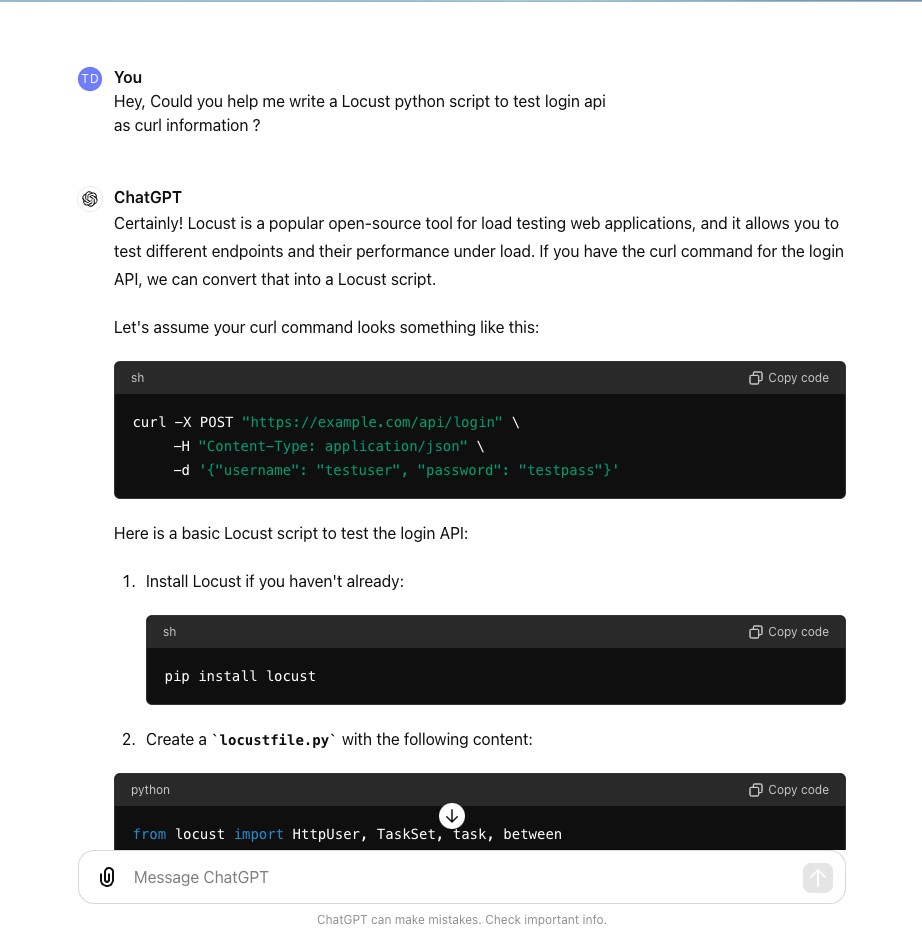 TD
You
Hey, Could you help me write a Locust python script to test login api
as curl information ?
ChatGPT
Certainly! Locust is a popular open-source tool for load testing web applications, and it allows you to
test different endpoints and their performance under load. If you have the curl command for the login
API, we can convert that into a Locust script.
Let's assume your curl command looks something like this:
sh
Copy code
curl -X POST "https://example.com/api/login" \
     -H "Content-Type: application/json" \
     -d '{"username": "testuser", "password": "testpass"}'
Here is a basic Locust script to test the login API:
1. Install Locust if you haven't already:
sh
Copy code
pip install locust
2. Create a `locustfile.py` with the following content:
python
Copy code
from locust import HttpUser, TaskSet, task, between
Message ChatGPT
ChatGPT can make mistakes. Check important info.